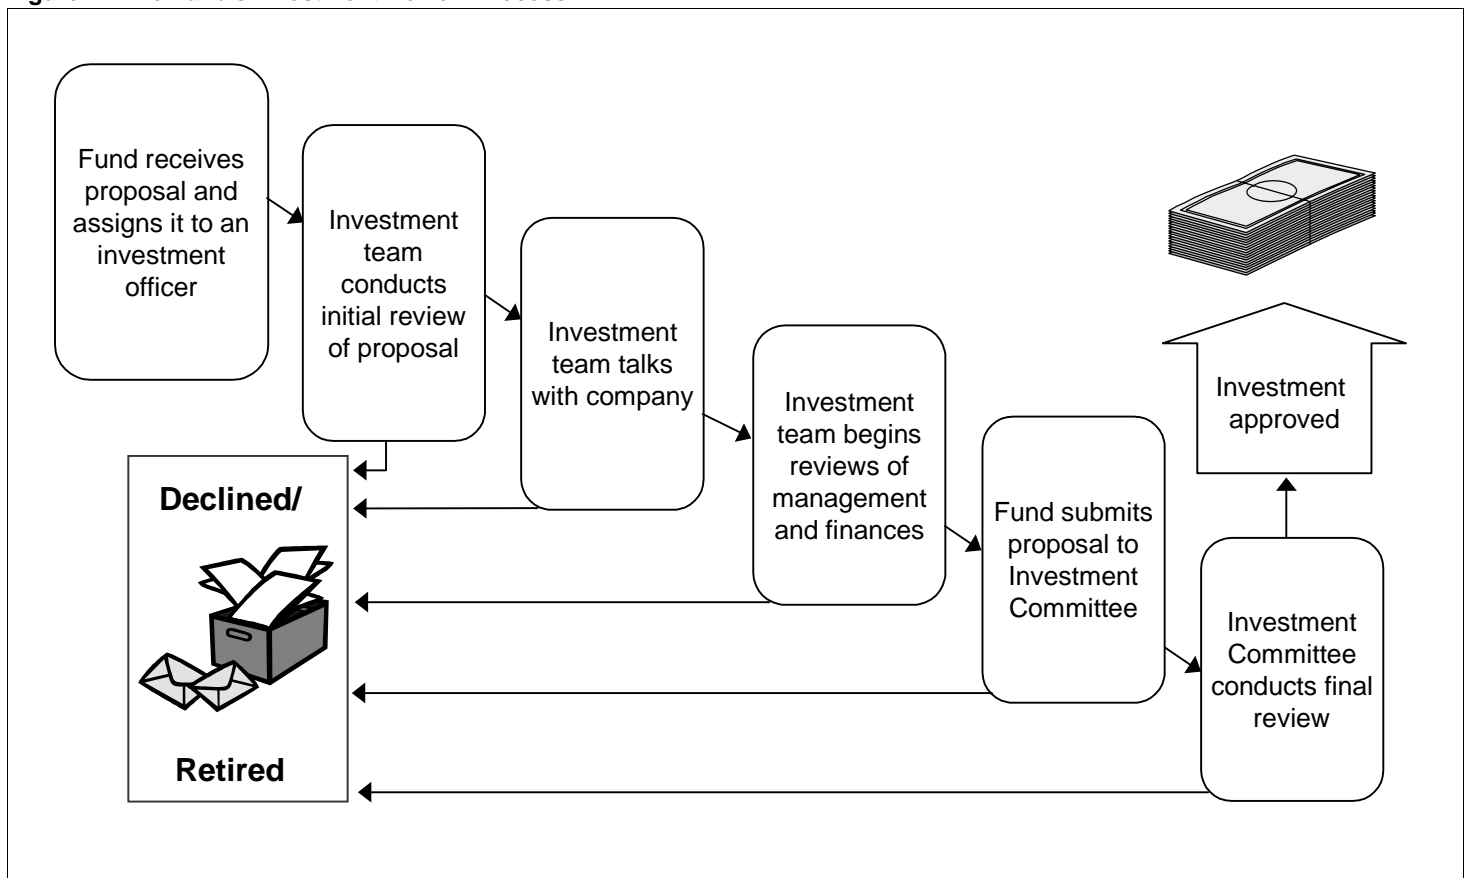 Fund receives
proposal and
assigns it to an
investment
officer
Investment
team
conducts
initial review
of proposal
Investment
team talks
with company
Investment
team begins
reviews of
management
and finances
Fund submits
proposal to
Investment
Committee
Investment
Committee
conducts final
review
Investment
approved
Declined/
Retired